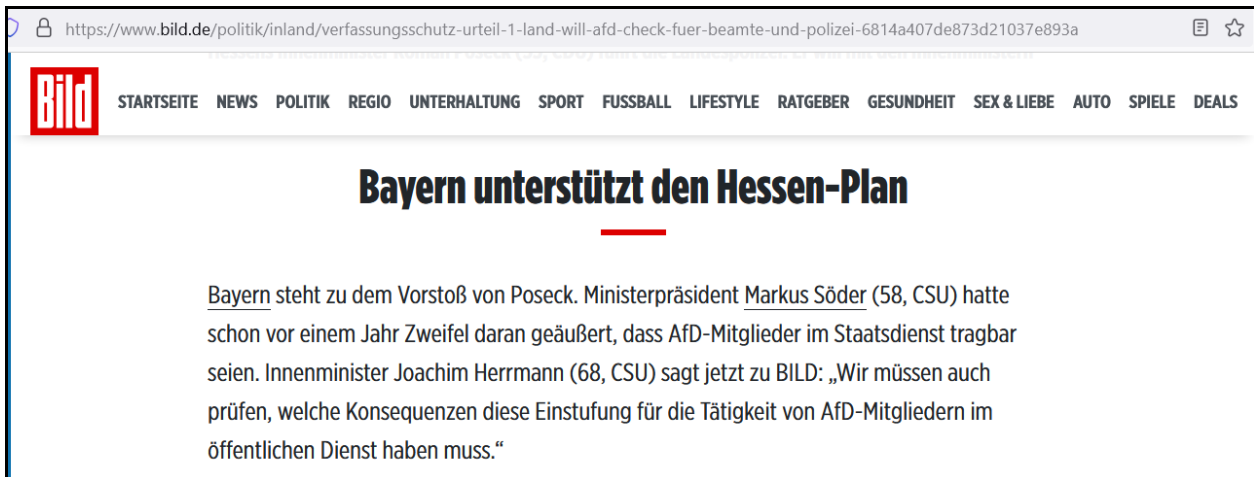 https://www.bild.de/politik/inland/verfassungsschutz-urteil-1-land-will-afd-check-fuer-beamte-und-polizei-6814a407de873d21037e893a
Bild STARTSEITE NEWS POLITIK REGIO UNTERHALTUNG SPORT FUSSBALL LIFESTYLE RATGEBER GESUNDHEIT SEX & LIEBE AUTO SPIELE DEALS
Bayern unterstützt den Hessen-Plan
Bayern steht zu dem Vorstoß von Poseck. Ministerpräsident Markus Söder (58, CSU) hatte
schon vor einem Jahr Zweifel daran geäußert, dass AfD-Mitglieder im Staatsdienst tragbar
seien. Innenminister Joachim Herrmann (68, CSU) sagt jetzt zu BILD: „Wir müssen auch
prüfen, welche Konsequenzen diese Einstufung für die Tätigkeit von AfD-Mitgliedern im
öffentlichen Dienst haben muss.“